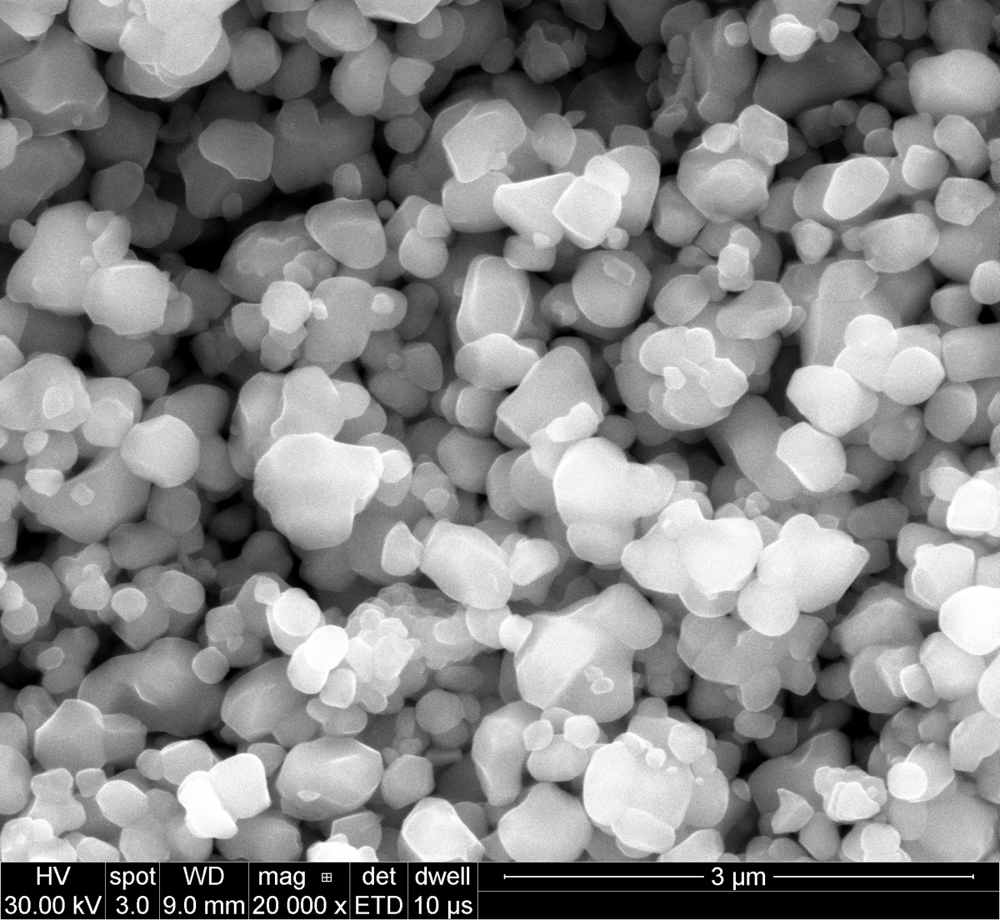 HV spot WD mag ⊞ det dwell 3 µm
30.00 kV 3.0 9.0 mm 20 000 x ETD 10 µs